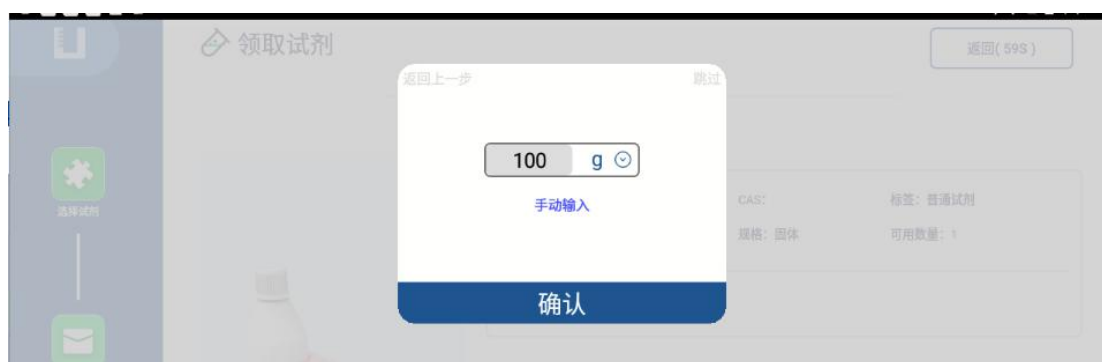 领取试剂
返回( 59S )
返回上一步
跳过
100 g
手动输入
选择试剂
CAS:
标签：普通试剂
规格：固体
可用数量：1
确认